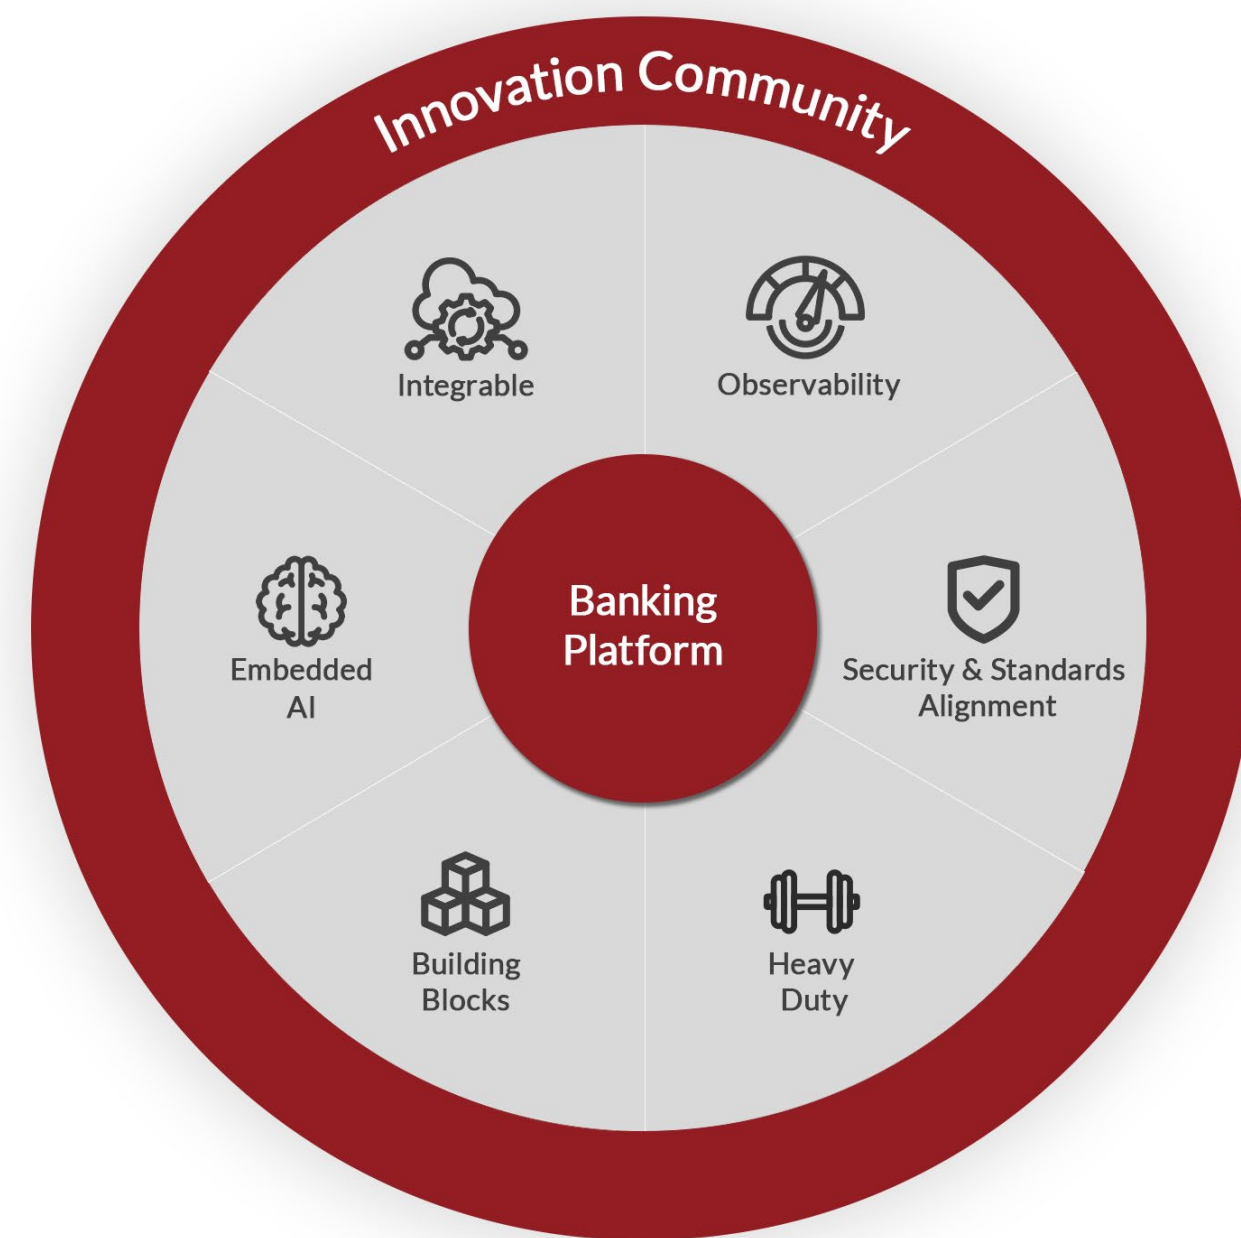 Innovation Community
Integrable
Observability
Embedded
AI
Banking
Platform
Security & Standards
Alignment
Building
Blocks
Heavy
Duty